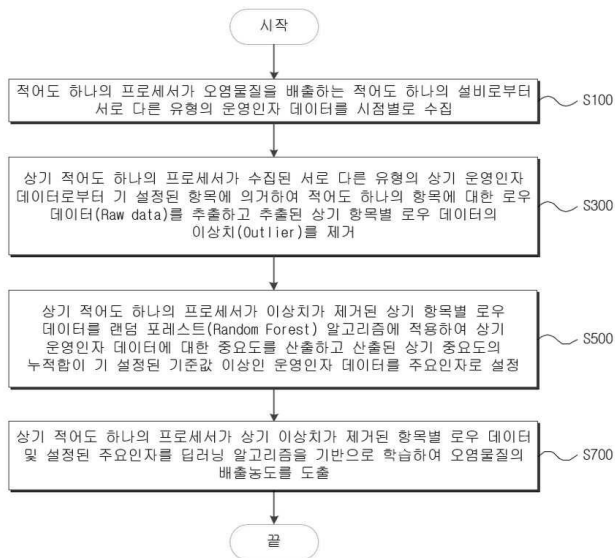 시작
적어도 하나의 프로세서가 오염물질을 배출하는 적어도 하나의 설비로부터
서로 다른 유형의 운영인자 데이터를 시점별로 수집
S100
상기 적어도 하나의 프로세서가 수집된 서로 다른 유형의 상기 운영인자
데이터로부터 기 설정된 항목에 의거하여 적어도 하나의 항목에 대한 로우
데이터(Raw data)를 추출하고 추출된 상기 항목별 로우 데이터의
이상치(Outlier)를 제거
S300
상기 적어도 하나의 프로세서가 이상치가 제거된 상기 항목별 로우
데이터를 랜덤 포레스트(Random Forest) 알고리즘에 적용하여 상기
운영인자 데이터에 대한 중요도를 산출하고 산출된 상기 중요도의
누적합이 기 설정된 기준값 이상인 운영인자 데이터를 주요인자로 설정
S500
상기 적어도 하나의 프로세서가 상기 이상치가 제거된 항목별 로우 데이터
및 설정된 주요인자를 딥러닝 알고리즘을 기반으로 학습하여 오염물질의
배출농도를 도출
S700
끝